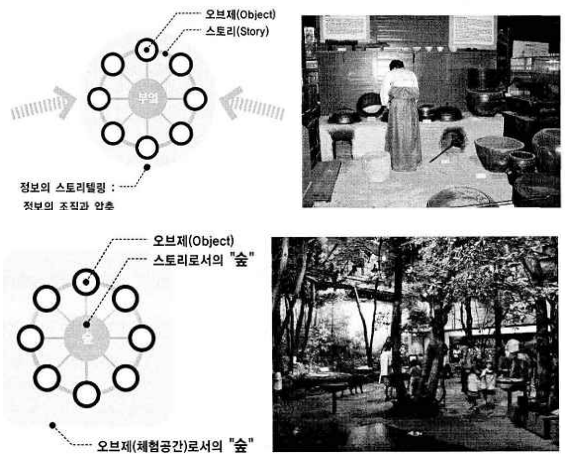 오브제(Object)
스토리(Story)
부엌
정보의 스토리텔링 :
정보의 조직과 압축
오브제(Object)
스토리로서의 "숲"
숲
오브제(체험공간)로서의 "숲"